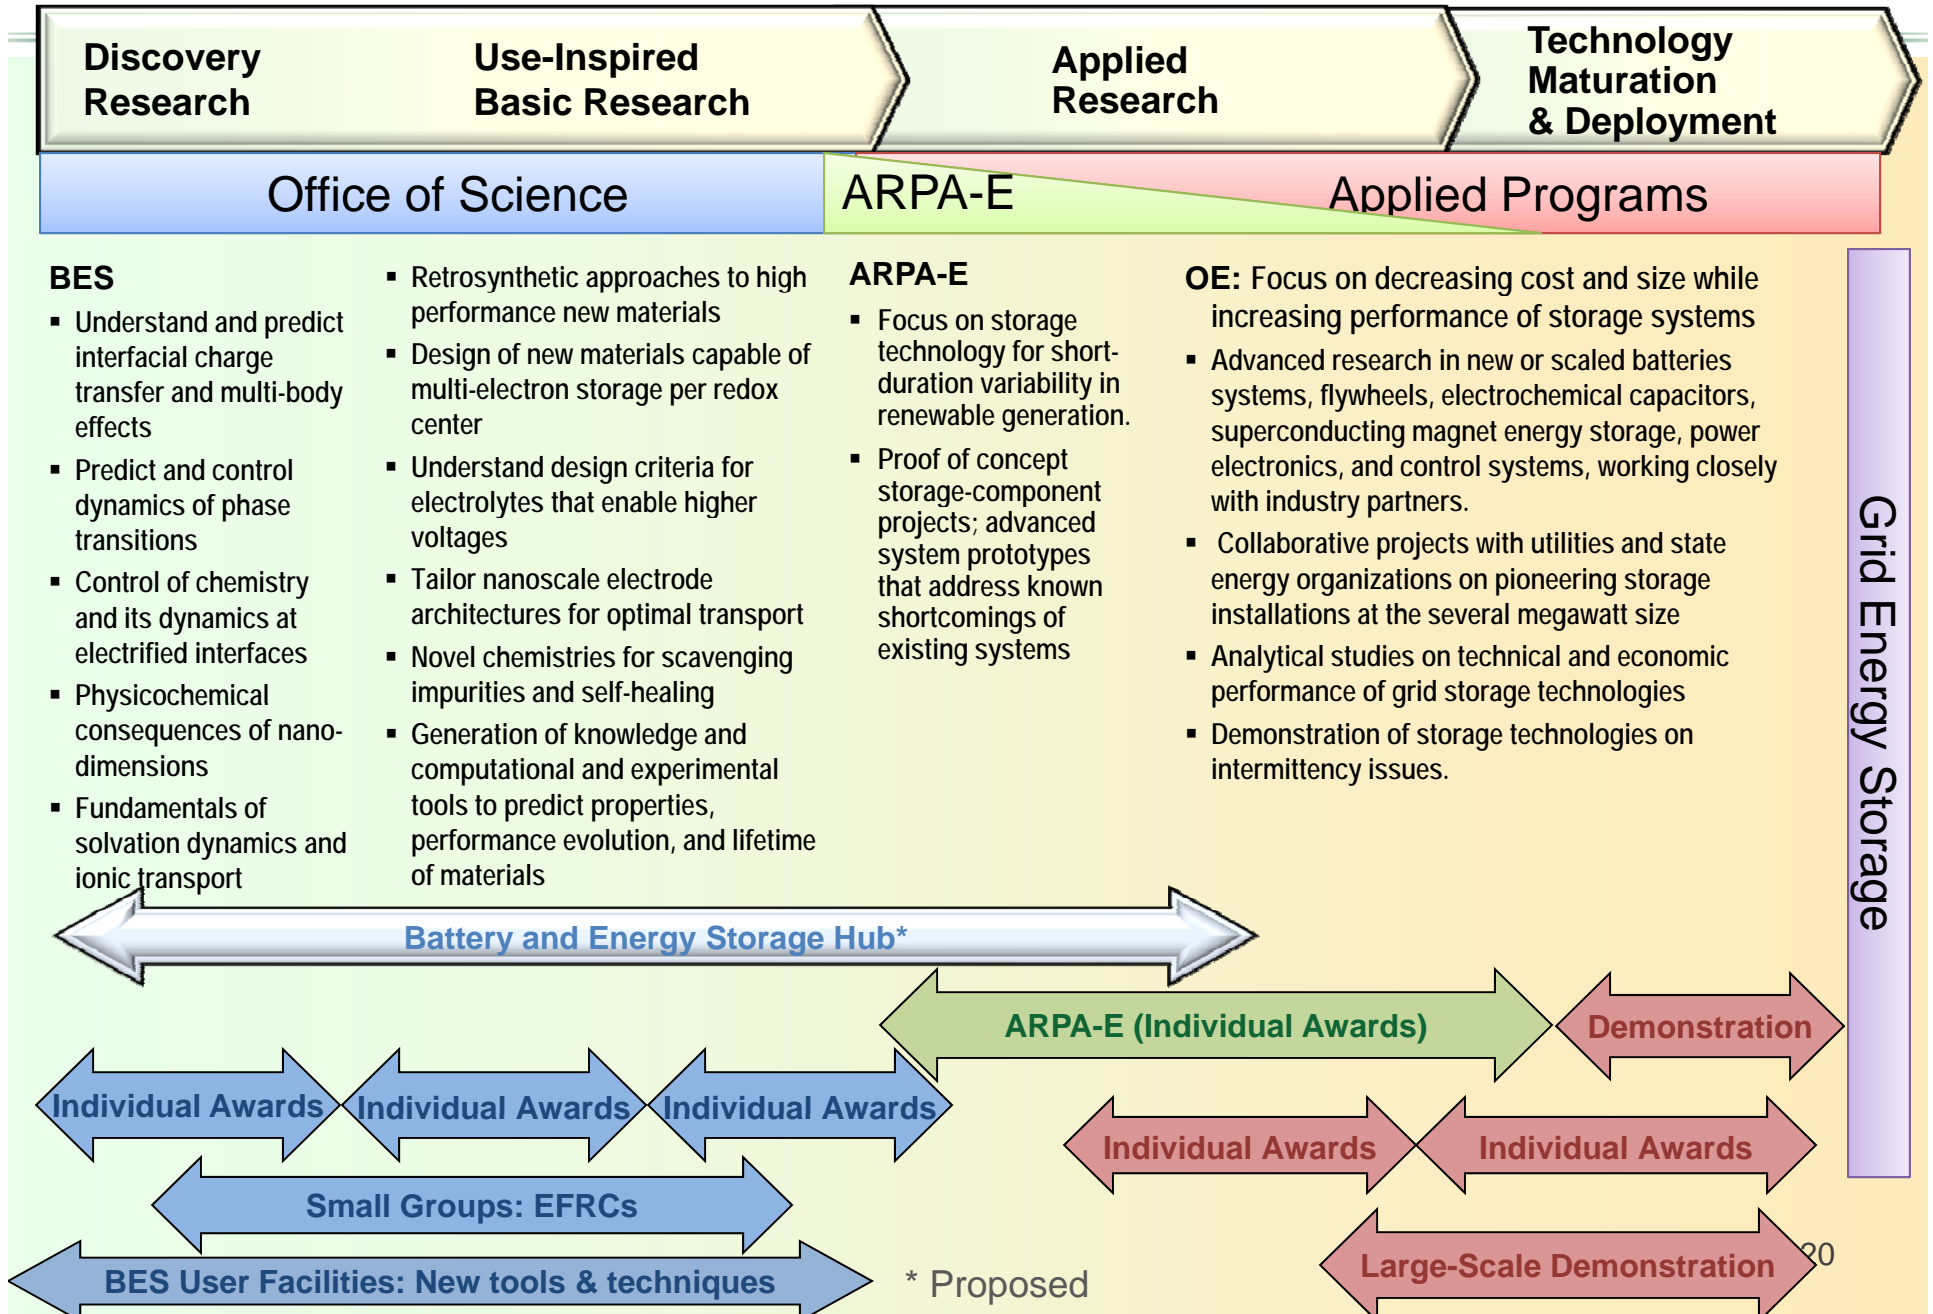 Discovery
Research
Use-Inspired
Basic Research
Applied
Research
Technology
Maturation
& Deployment
Office of Science
ARPA-E
Applied Programs
BES
▪ Understand and predict
interfacial charge
transfer and multi-body
effects
▪ Predict and control
dynamics of phase
transitions
▪ Control of chemistry
and its dynamics at
electrified interfaces
▪ Physicochemical
consequences of nano-
dimensions
▪ Fundamentals of
solvation dynamics and
ionic transport
▪ Retrosynthetic approaches to high
performance new materials
▪ Design of new materials capable of
multi-electron storage per redox
center
▪ Understand design criteria for
electrolytes that enable higher
voltages
▪ Tailor nanoscale electrode
architectures for optimal transport
▪ Novel chemistries for scavenging
impurities and self-healing
▪ Generation of knowledge and
computational and experimental
tools to predict properties,
performance evolution, and lifetime
of materials
ARPA-E
▪ Focus on storage
technology for short-
duration variability in
renewable generation.
▪ Proof of concept
storage-component
projects; advanced
system prototypes
that address known
shortcomings of
existing systems
OE: Focus on decreasing cost and size while
increasing performance of storage systems
▪ Advanced research in new or scaled batteries
systems, flywheels, electrochemical capacitors,
superconducting magnet energy storage, power
electronics, and control systems, working closely
with industry partners.
▪ Collaborative projects with utilities and state
energy organizations on pioneering storage
installations at the several megawatt size
▪ Analytical studies on technical and economic
performance of grid storage technologies
▪ Demonstration of storage technologies on
intermittency issues.
Grid Energy Storage
Battery and Energy Storage Hub*
ARPA-E (Individual Awards)
Demonstration
Individual Awards
Individual Awards
Individual Awards
Individual Awards
Individual Awards
Small Groups: EFRCs
Large-Scale Demonstration
20
BES User Facilities: New tools & techniques
* Proposed